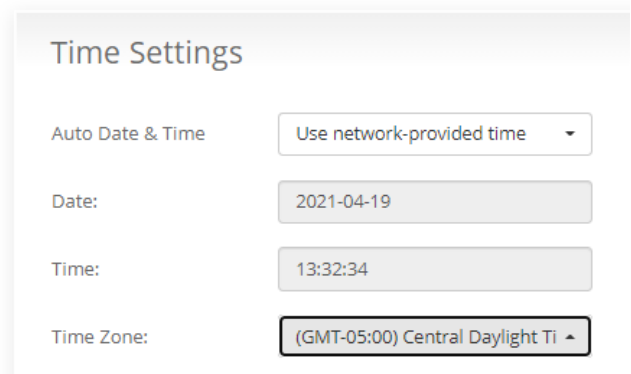 Time Settings
Auto Date & Time Use network-provided time
Date: 2021-04-19
Time: 13:32:34
Time Zone: (GMT-05:00) Central Daylight Ti